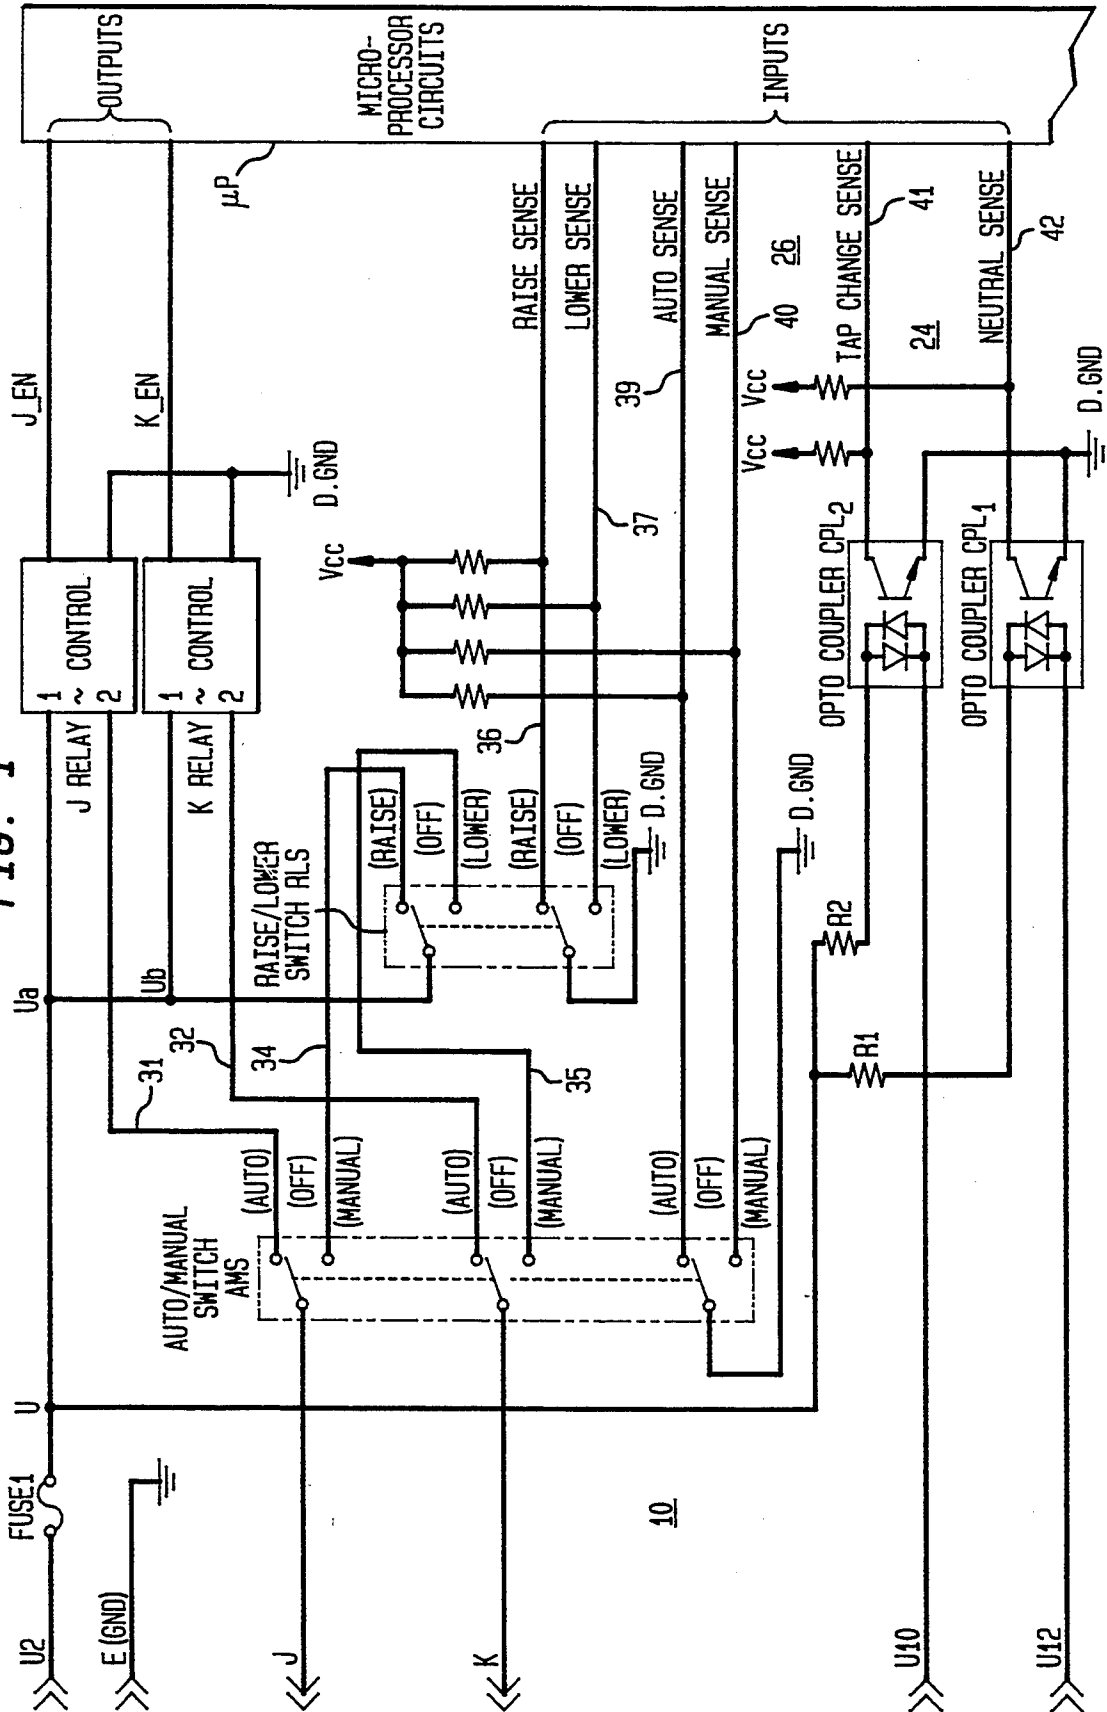 FIG. 1
U2
FUSE1
U
Ua
J RELAY
1
~ CONTROL
2
J_EN
OUTPUTS
E (GND)
31
Ub
K RELAY
1
~ CONTROL
2
K_EN
D.GND
µP
MICRO-
PROCESSOR
CIRCUITS
32
34
35
AUTO/MANUAL
SWITCH
AMS
RAISE/LOWER
SWITCH RLS
J
(AUTO)
(OFF)
(MANUAL)
(RAISE)
(OFF)
(LOWER)
Vcc
K
(AUTO)
(OFF)
(MANUAL)
(RAISE)
(OFF)
(LOWER)
36
37
RAISE SENSE
LOWER SENSE
D.GND
(AUTO)
(OFF)
(MANUAL)
39
AUTO SENSE
MANUAL SENSE
40
26
INPUTS
10
D.GND
R2
R1
Vcc
Vcc
TAP CHANGE SENSE
41
24
OPTO COUPLER CPL2
U10
NEUTRAL SENSE
42
OPTO COUPLER CPL1
U12
D.GND